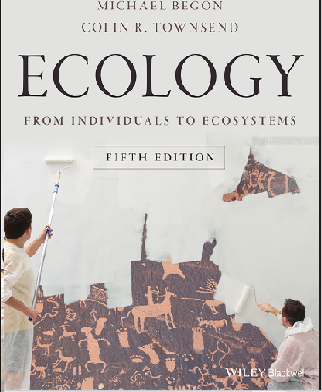 MICHAEL BEGON
COLIN R. TOWNSEND
ECOLOGY
FROM INDIVIDUALS TO ECOSYSTEMS
FIFTH EDITION
WILEY Blackwell